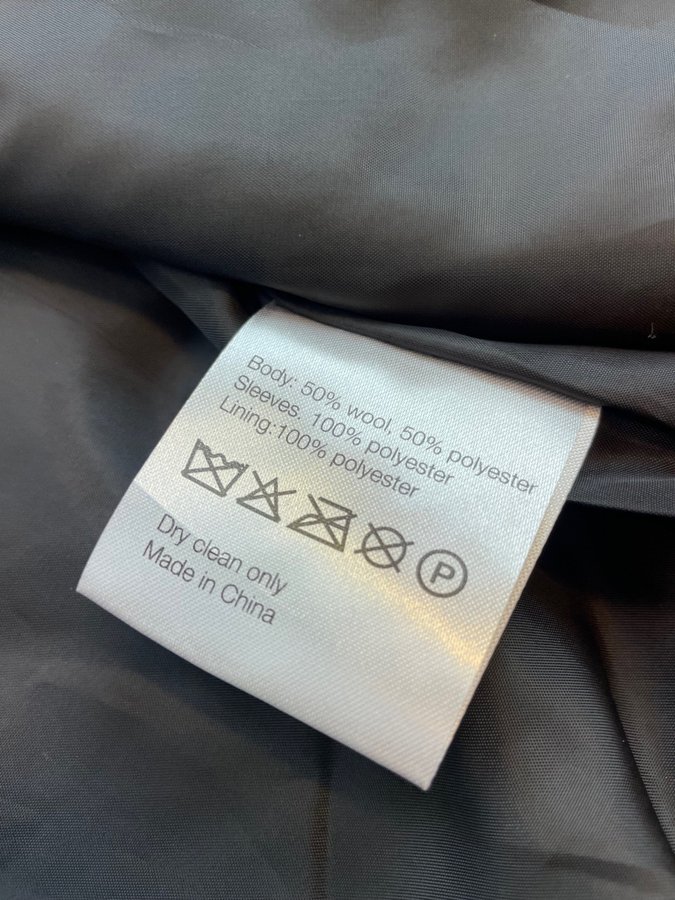 Body: 50% wool, 50% polyester
Sleeves, 100% polyester
Lining:100% polyester
P
Dry clean only
Made in China